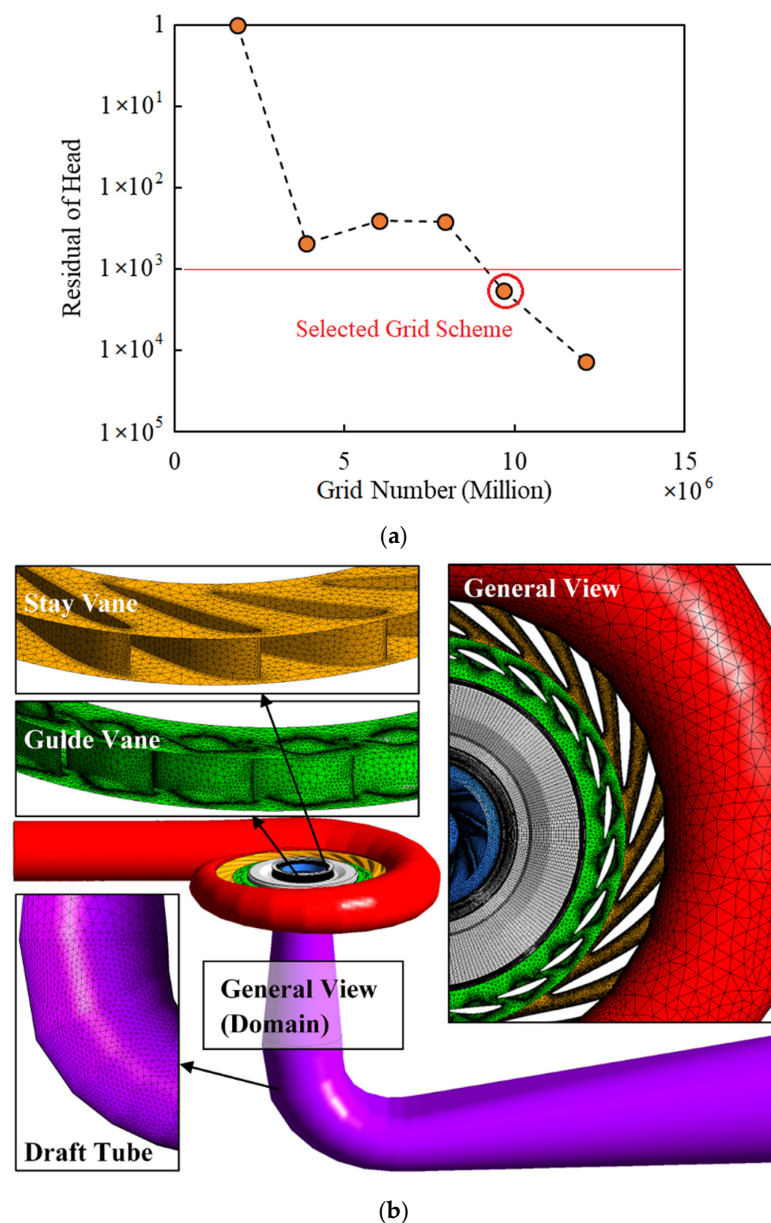 1
1×10¹
1×10²
1×10³
1×10⁴
1×10⁵
Residual of Head
Selected Grid Scheme
0
5
10
15
Grid Number (Million)
×10⁶
(a)
Stay Vane
General View
Guide Vane
General View
(Domain)
Draft Tube
(b)